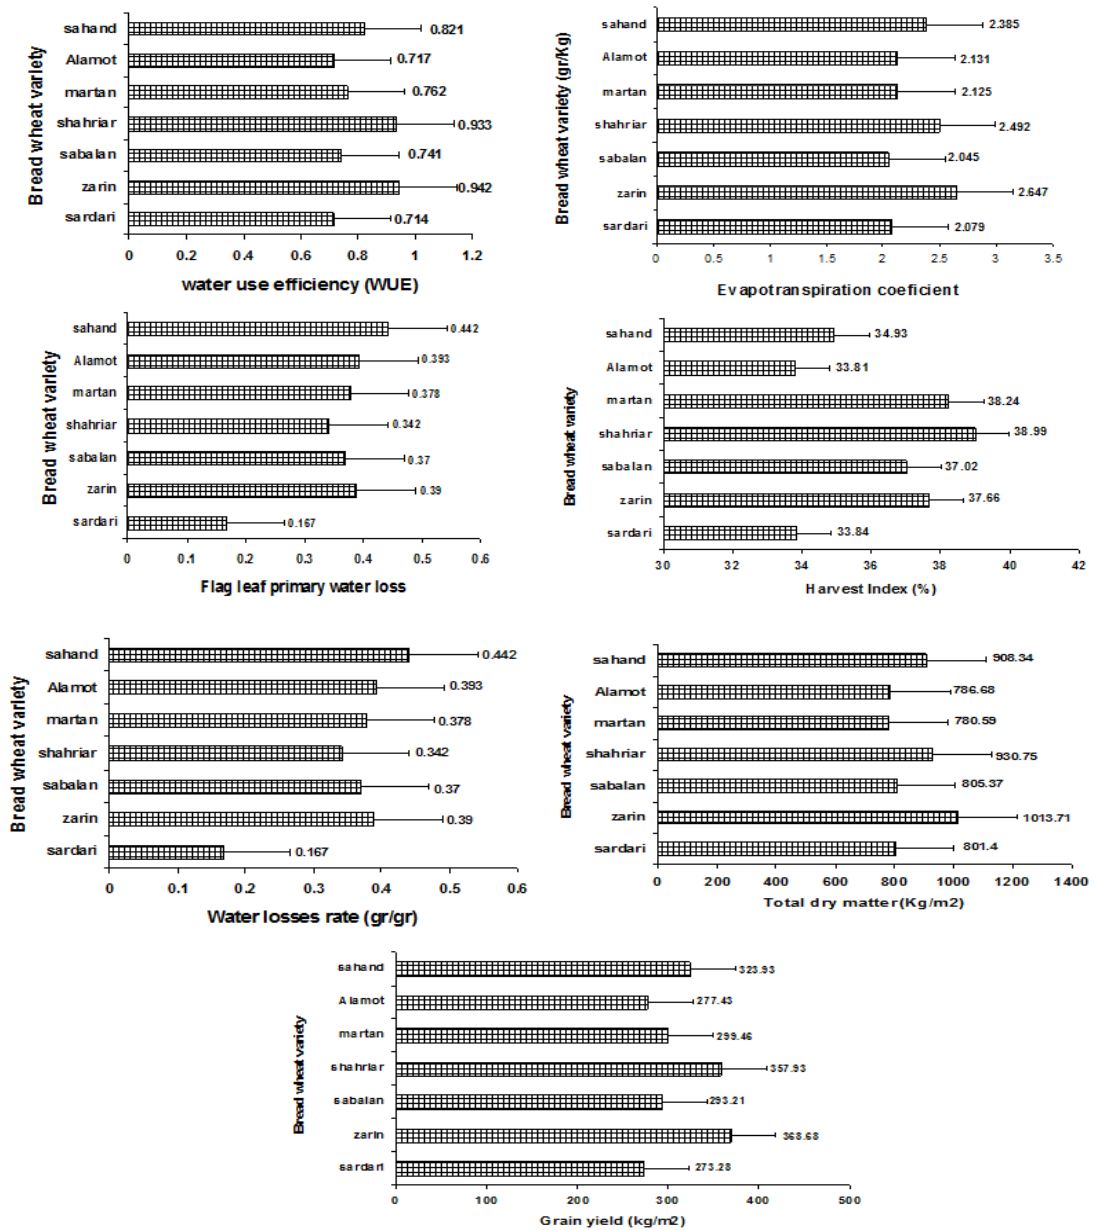 Bread wheat variety
sahand
0.821
Alamot
0.717
martan
0.762
shahriar
0.933
sabalan
0.741
zarin
0.942
sardari
0.714
0 0.2 0.4 0.6 0.8 1 1.2
water use efficiency (WUE)
Bread wheat variety (gr/Kg)
sahand
2.385
Alamot
2.131
martan
2.125
shahriar
2.492
sabalan
2.045
zarin
2.647
sardari
2.079
0 0.5 1 1.5 2 2.5 3 3.5
Evapotranspiration coeficient
Bread wheat variety
sahand
0.442
Alamot
0.393
martan
0.378
shahriar
0.342
sabalan
0.37
zarin
0.39
sardari
0.167
0 0.1 0.2 0.3 0.4 0.5 0.6
Flag leaf primary water loss
Bread wheat variety
sahand
34.93
Alamot
33.81
martan
38.24
shahriar
38.99
sabalan
37.02
zarin
37.66
sardari
33.84
30 32 34 36 38 40 42
Harvest Index (%)
Bread wheat variety
sahand
0.442
Alamot
0.393
martan
0.378
shahriar
0.342
sabalan
0.37
zarin
0.39
sardari
0.167
0 0.1 0.2 0.3 0.4 0.5 0.6
Water losses rate (gr/gr)
Bread wheat variety
sahand
908.34
Alamot
786.68
martan
780.59
shahriar
930.75
sabalan
805.37
zarin
1013.71
sardari
801.4
0 200 400 600 800 1000 1200 1400
Total dry matter (Kg/m2)
Bread wheat variety
sahand
323.93
Alamot
277.43
martan
299.46
shahriar
357.93
sabalan
293.21
zarin
368.68
sardari
273.28
0 100 200 300 400 500
Grain yield (kg/m2)